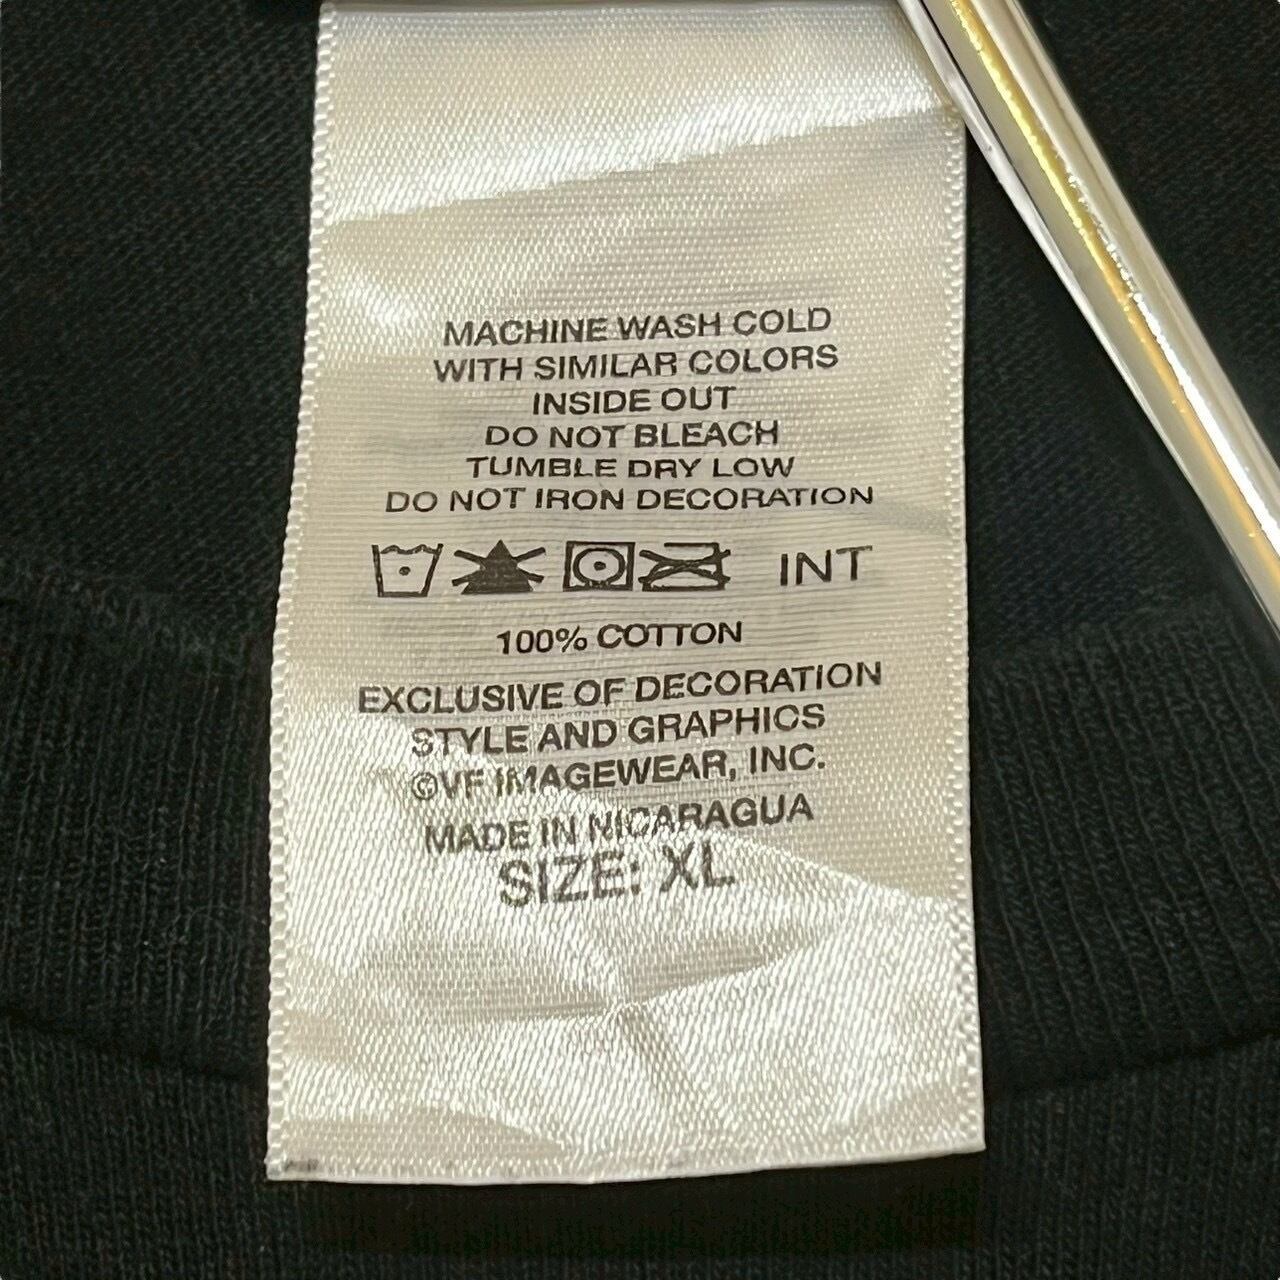 MACHINE WASH COLD
WITH SIMILAR COLORS
INSIDE OUT
DO NOT BLEACH
TUMBLE DRY LOW
DO NOT IRON DECORATION
INT
100% COTTON
EXCLUSIVE OF DECORATION
STYLE AND GRAPHICS
©VF IMAGEWEAR, INC.
MADE IN NICARAGUA
SIZE: XL